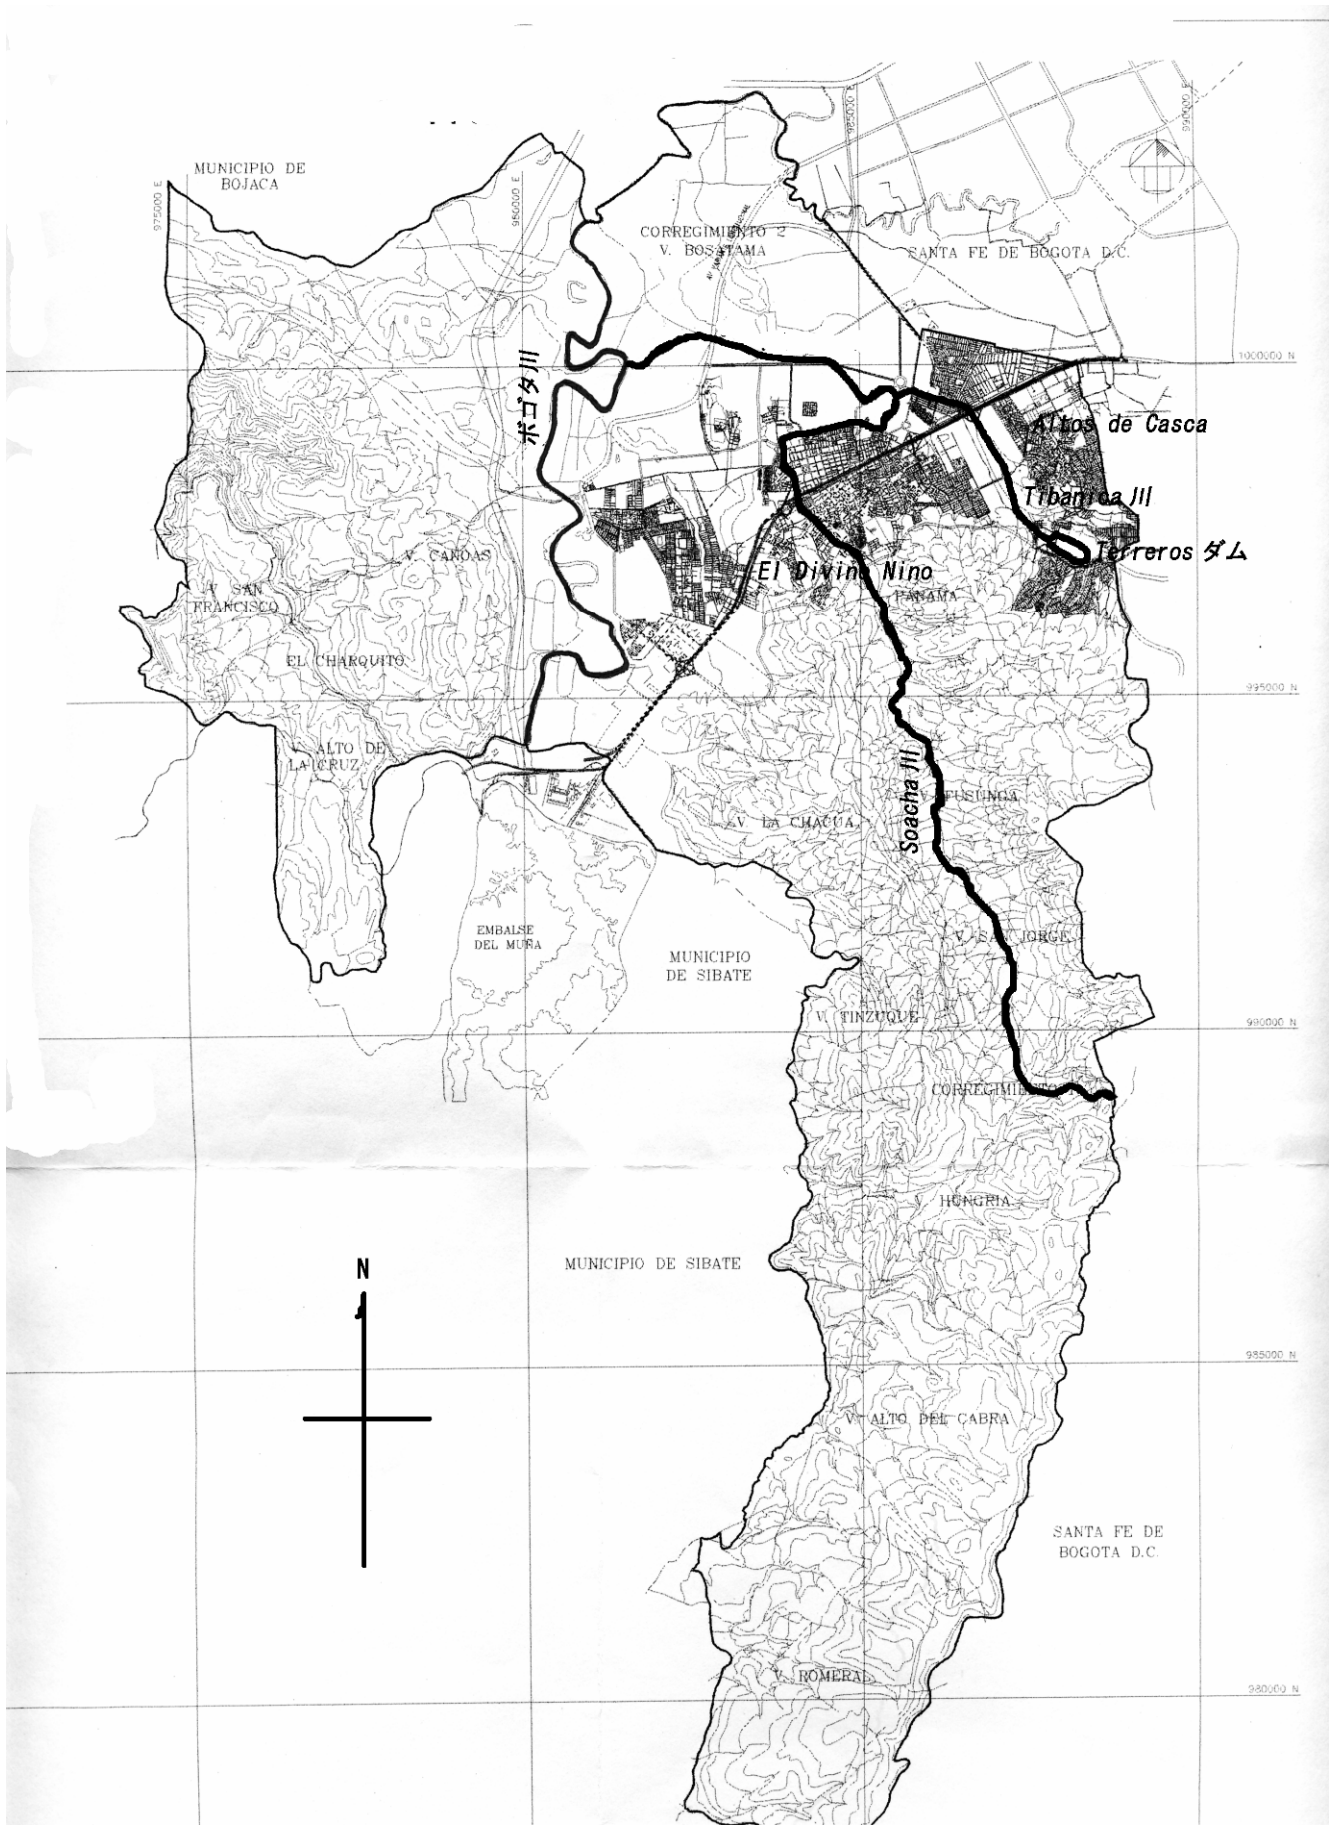 MUNICIPIO DE
BOJACA
975000 E
980000 E
CORREGIMIENTO 2
V. BOSATAMA
SANTA FE DE BOGOTA D.C.
1000000 N
ボゴタ川
Altos de Casca
Tibanica川
Terreros ダム
El Divino Nino
PANAMA
V. CANOAS
V. SAN
FRANCISCO
EL CHARQUITO
995000 N
V. ALTO DE
LA CRUZ
Soacha川
V. FUSUNGA
V. LA CHACUA
EMBALSE
DEL MUÑA
MUNICIPIO
DE SIBATE
V. SAN JORGE
V. TINZUQUE
990000 N
CORREGIMIENTO
V. HUNGRIA
MUNICIPIO DE SIBATE
N
985000 N
V. ALTO DEL CABRA
SANTA FE DE
BOGOTA D.C.
V. ROMERAL
980000 N